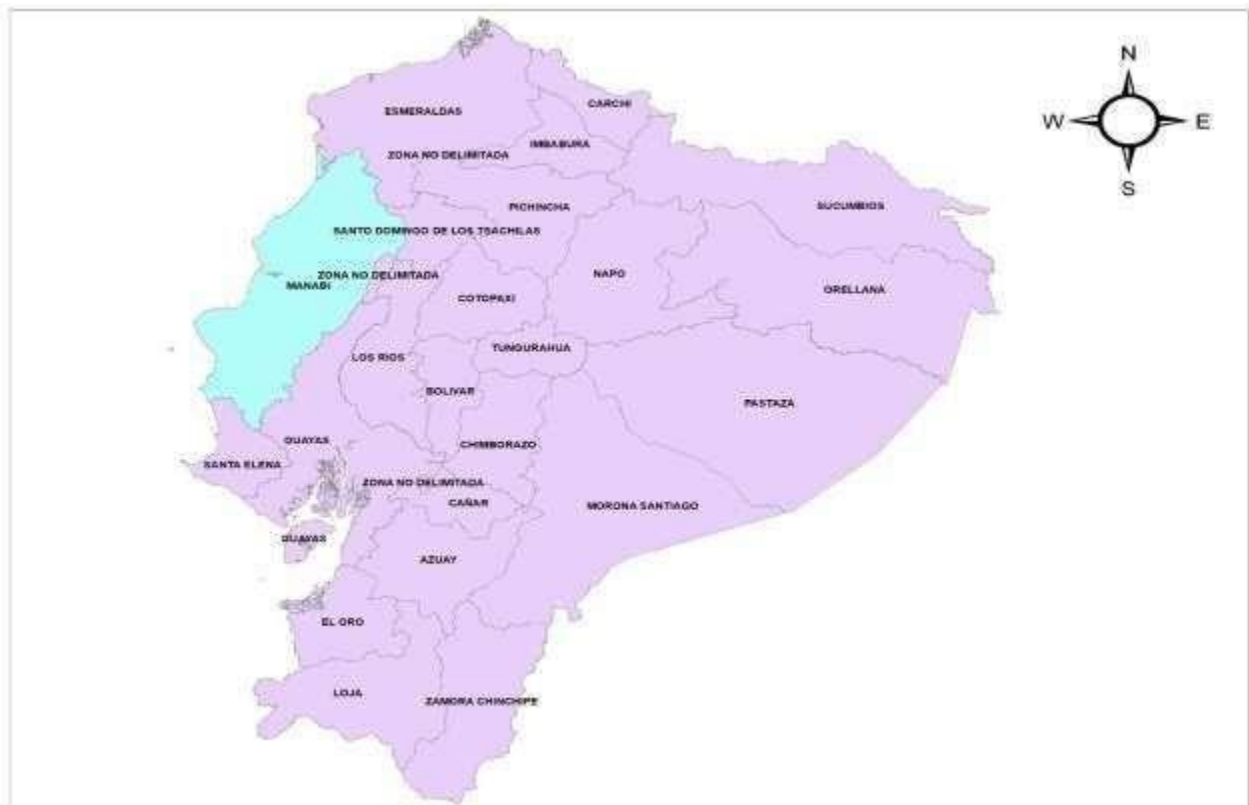 N
W E
S
ESMERALDAS
CARCHI
IMBABURA
ZONA NO DELIMITADA
PICHINCHA
SUCUMBIOS
SANTO DOMINGO DE LOS TSACHILAS
ZONA NO DELIMITADA
NAPO
MANABI
ORELLANA
COTOPAXI
TUNGURAHUA
LOS RIOS
BOLIVAR
PASTAZA
GUAYAS
CHIMBORAZO
SANTA ELENA
ZONA NO DELIMITADA
CAÑAR
MORONA SANTIAGO
GUAYAS
AZUAY
EL ORO
LOJA
ZAMORA CHINCHIPE